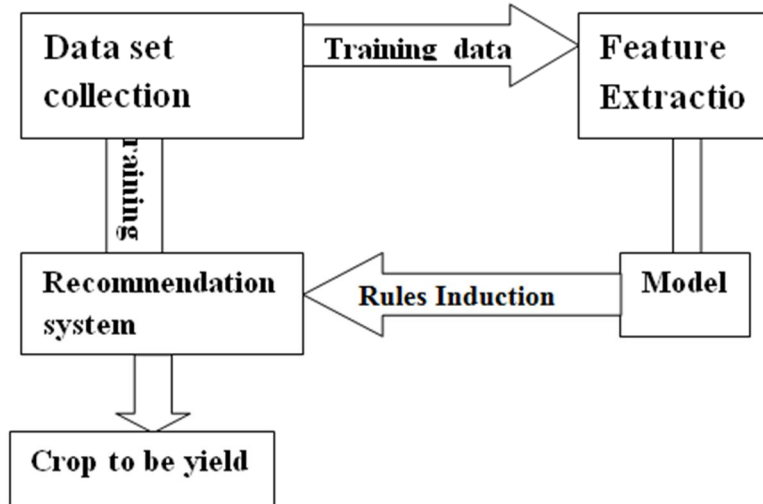 Data set
collection
Training data
Feature
Extractio
raining
Recommendation
system
Rules Induction
Model
Crop to be yield